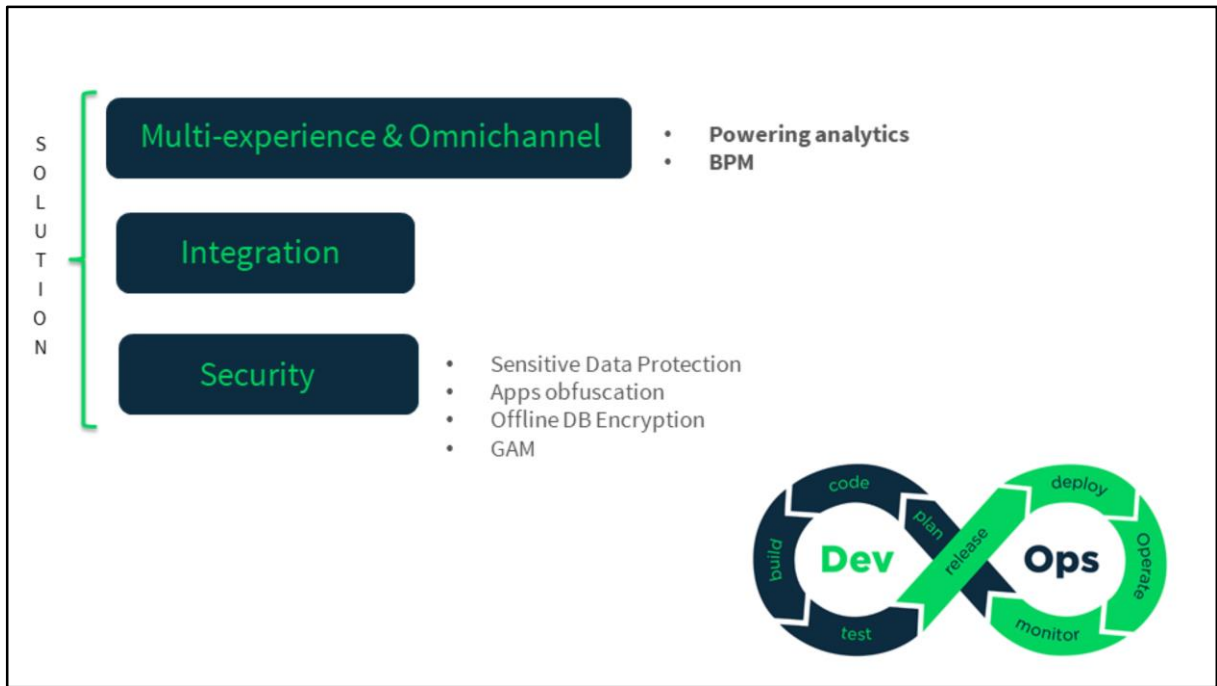 SOLUTION
Multi-experience & Omnichannel
• Powering analytics
• BPM
Integration
Security
• Sensitive Data Protection
• Apps obfuscation
• Offline DB Encryption
• GAM
code
plan
build
Dev
test
release
deploy
Ops
Operate
monitor